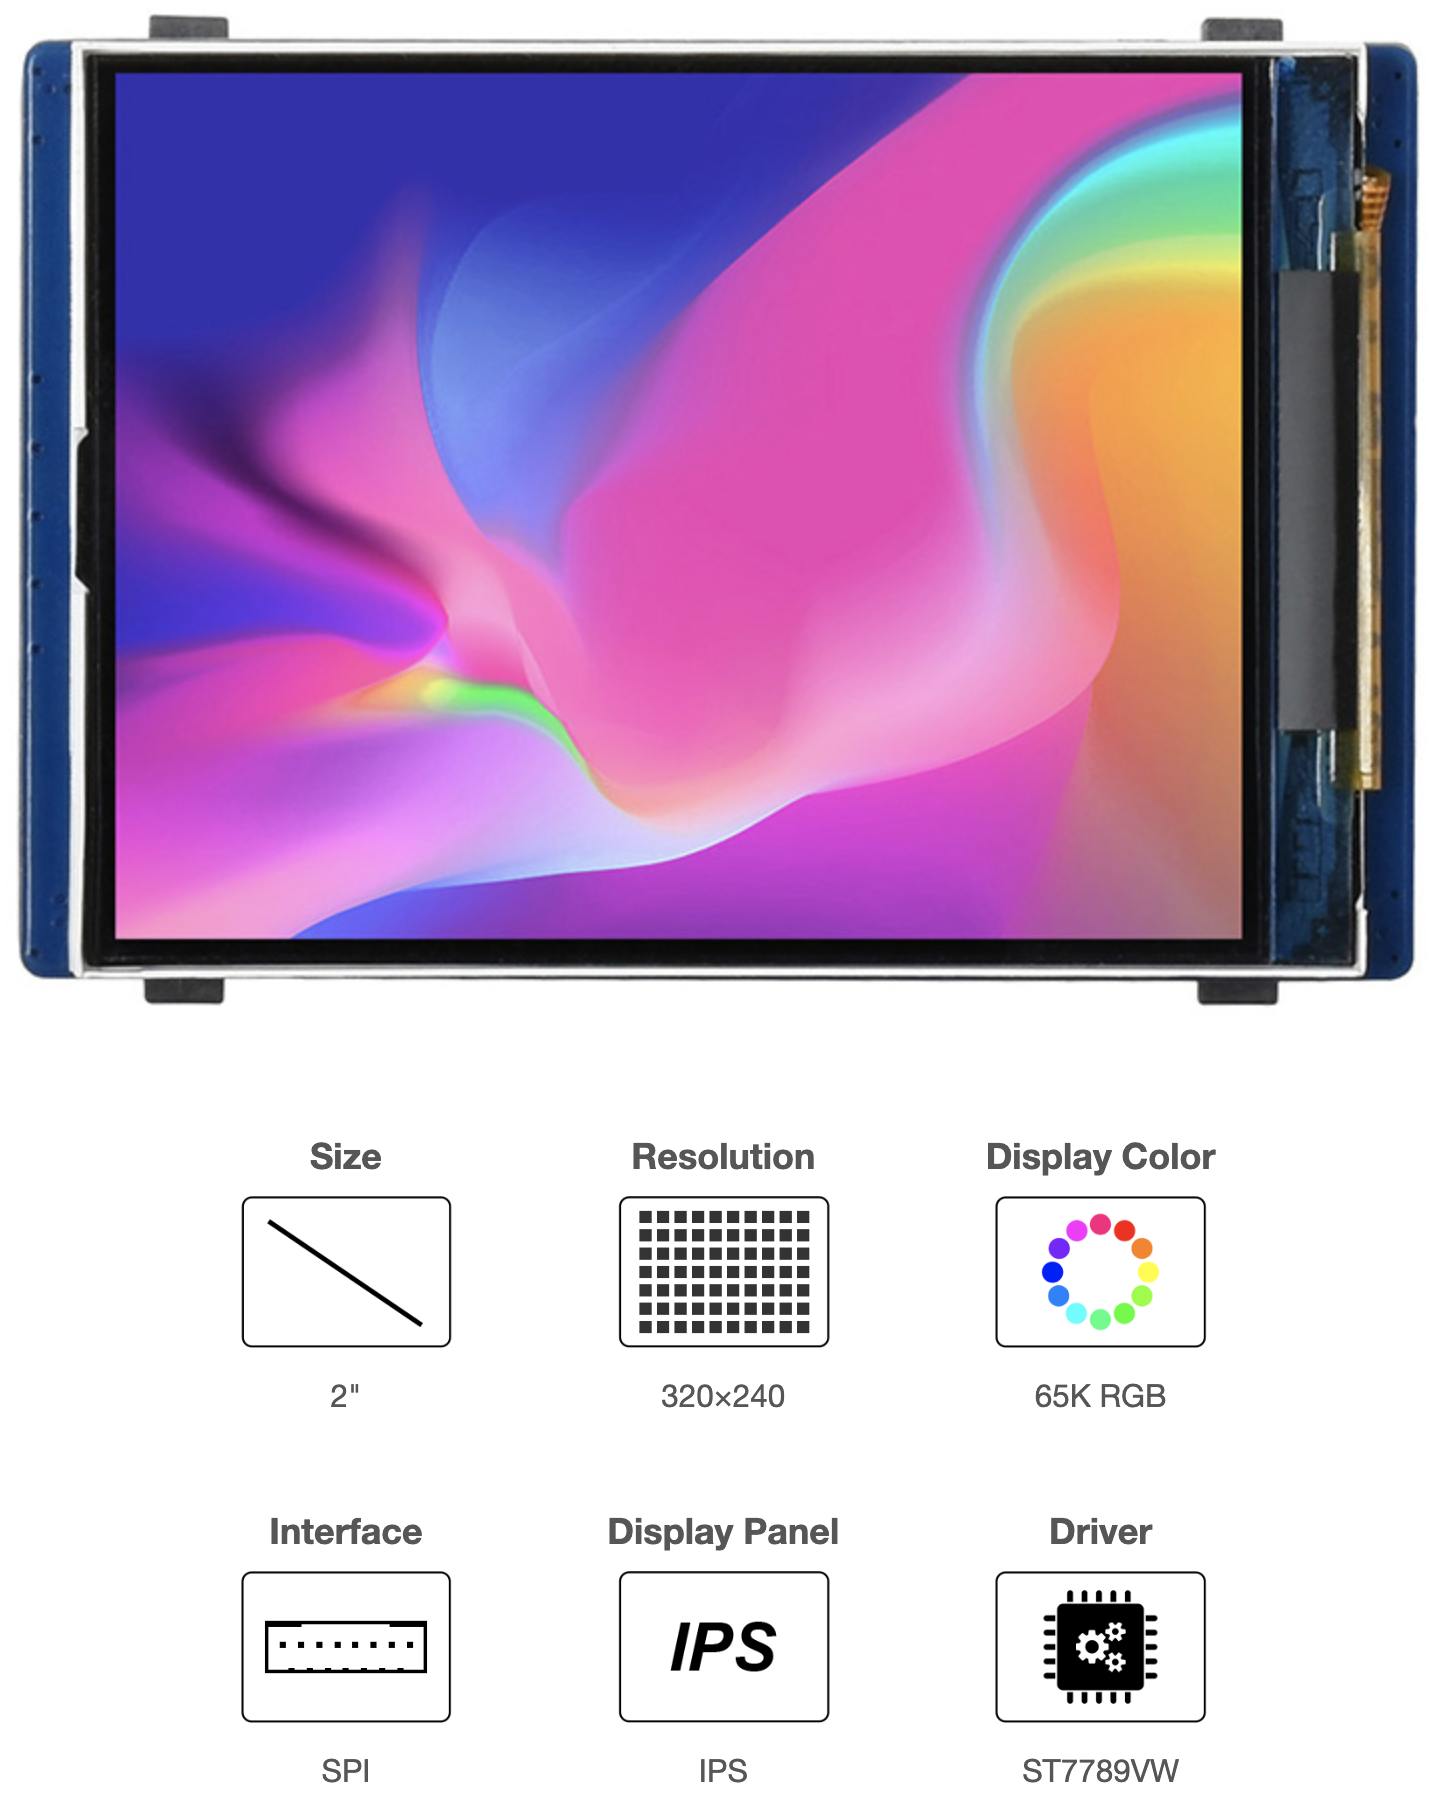 Size
Resolution
Display Color
2"
320×240
65K RGB
Interface
Display Panel
Driver
IPS
SPI
IPS
ST7789VW